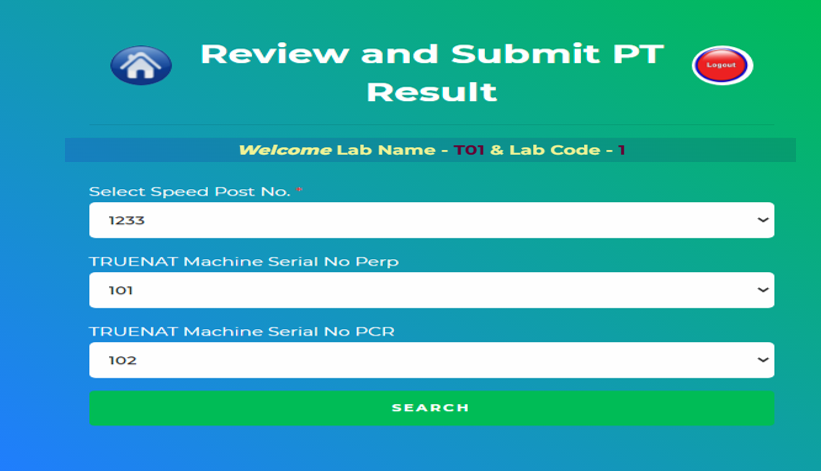 Review and Submit PT
Result
Logout
Welcome Lab Name - T01 & Lab Code - 1
Select Speed Post No. *
1233
TRUENAT Machine Serial No Perp
101
TRUENAT Machine Serial No PCR
102
SEARCH